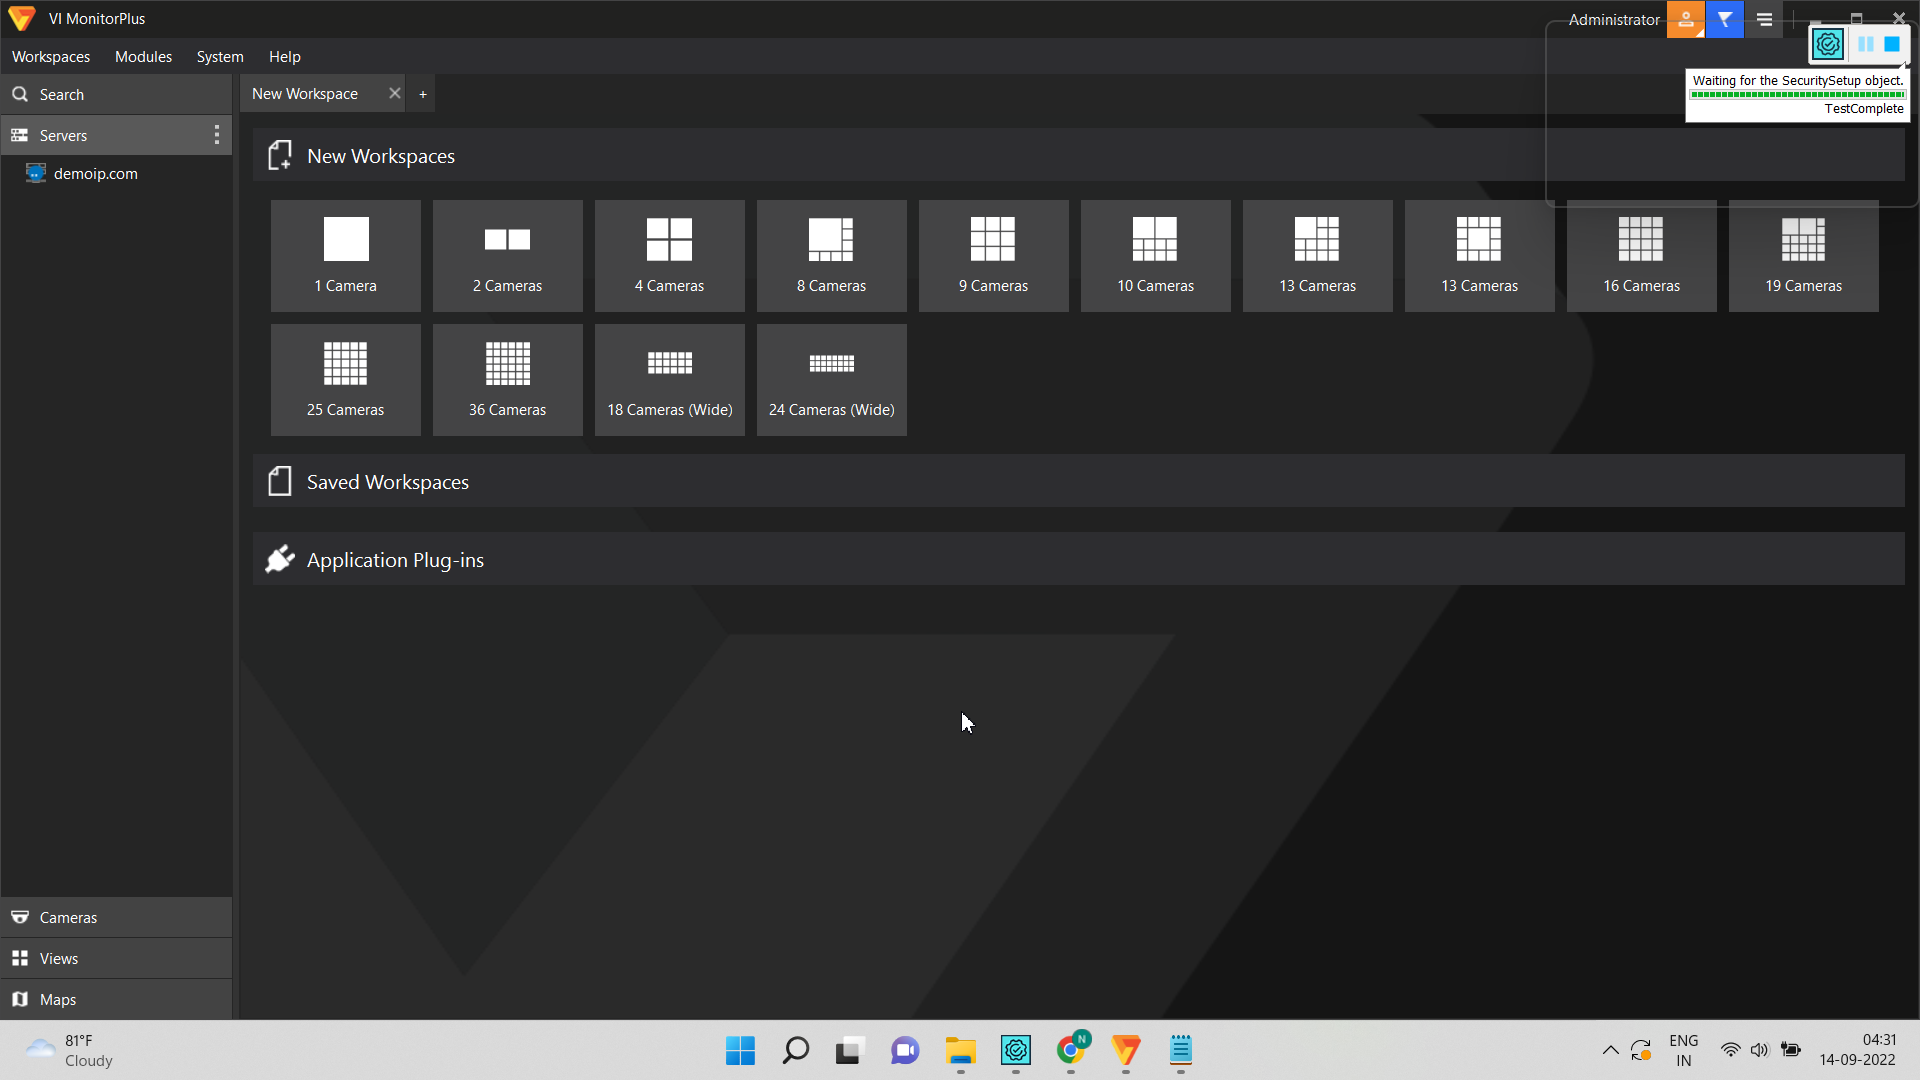 VI MonitorPlus
Administrator
Workspaces Modules System Help
Waiting for the SecuritySetup object.
TestComplete
Search
New Workspace
+
Servers
demoip.com
New Workspaces
1 Camera
2 Cameras
4 Cameras
8 Cameras
9 Cameras
10 Cameras
13 Cameras
13 Cameras
16 Cameras
19 Cameras
25 Cameras
36 Cameras
18 Cameras (Wide)
24 Cameras (Wide)
Saved Workspaces
Application Plug-ins
Cameras
Views
Maps
81°F
Cloudy
N
ENG
IN
04:31
14-09-2022